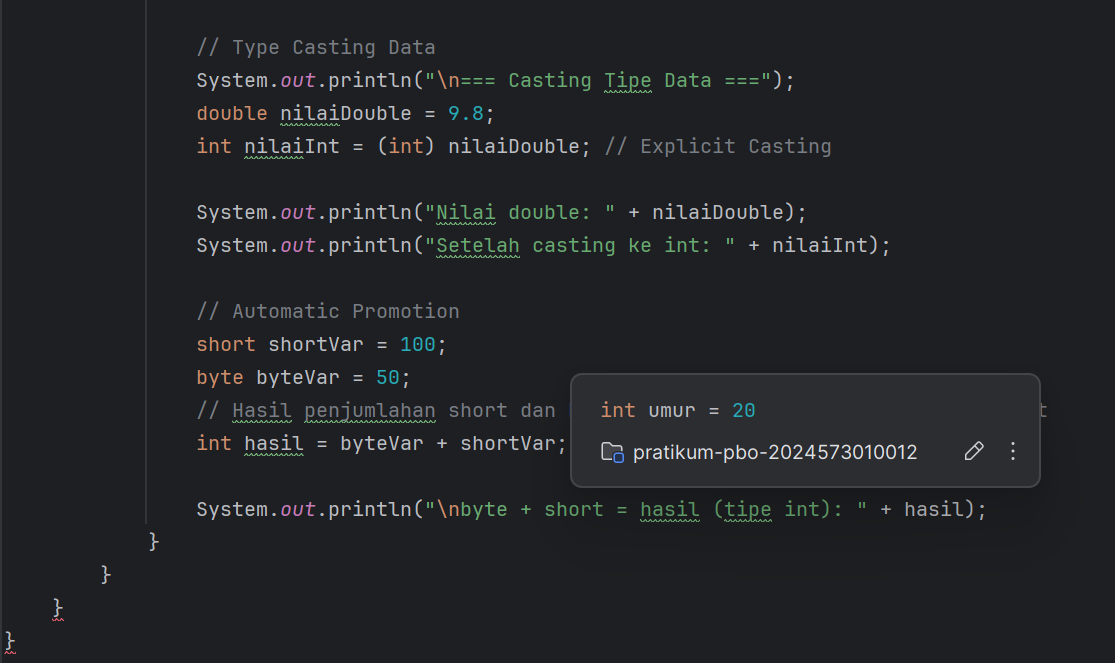 // Type Casting Data
System.out.println("\n=== Casting Tipe Data ===");
double nilaiDouble = 9.8;
int nilaiInt = (int) nilaiDouble; // Explicit Casting
System.out.println("Nilai double: " + nilaiDouble);
System.out.println("Setelah casting ke int: " + nilaiInt);
// Automatic Promotion
short shortVar = 100;
byte byteVar = 50;
// Hasil penjumlahan short dan
int hasil = byteVar + shortVar;
int umur = 20
pratikum-pbo-2024573010012
System.out.println("\nbyte + short = hasil (tipe int): " + hasil);
}
}
}
}